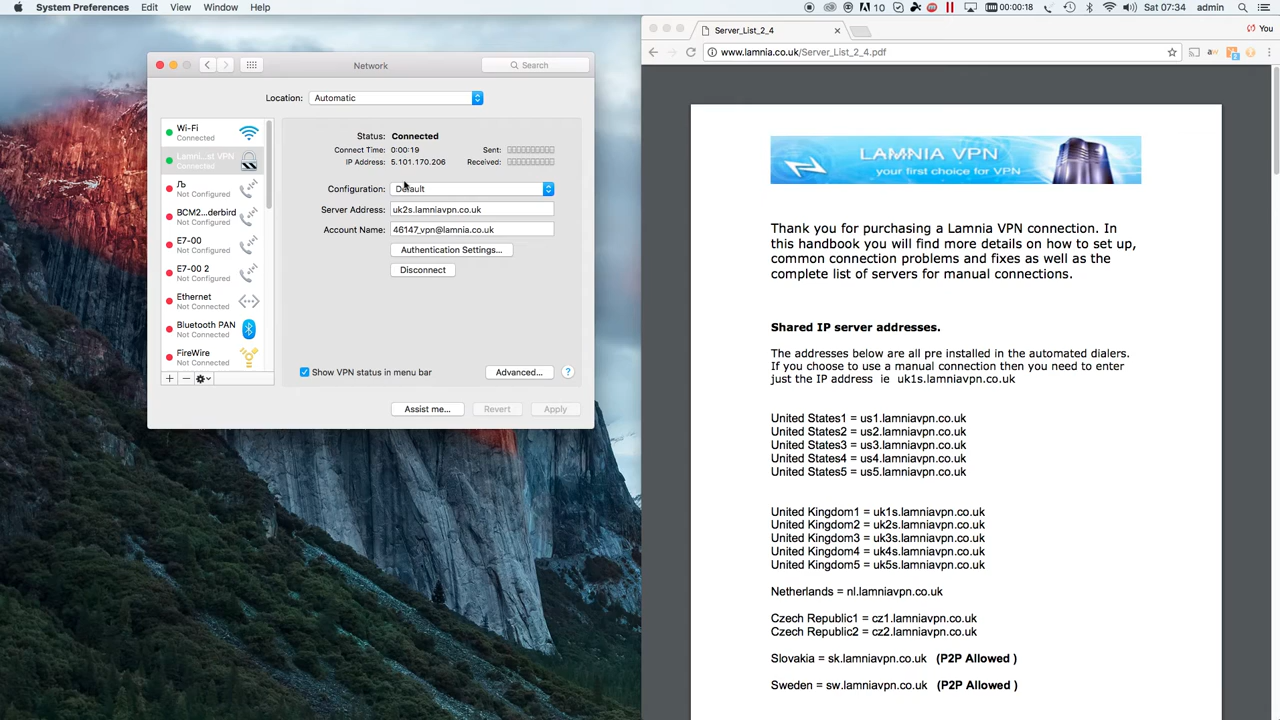 System Preferences Edit View Window Help
10 00:00:18 Sat 07:34 admin
Network
Search
Location: Automatic
Wi-Fi
Connected
Lamni...st VPN
Connected
Љ
Not Configured
BCM2...derbird
Not Configured
E7-00
Not Configured
E7-00 2
Not Configured
Ethernet
Not Connected
Bluetooth PAN
Not Connected
FireWire
Not Connected
Status: Connected
Connect Time: 0:00:19 Sent:
IP Address: 5.101.170.206 Received:
Configuration: Default
Server Address: uk2s.lamniavpn.co.uk
Account Name: 46147_vpn@lamnia.co.uk
Authentication Settings...
Disconnect
Show VPN status in menu bar Advanced... ?
Assist me... Revert Apply
Server_List_2_4
You
www.lamnia.co.uk/Server_List_2_4.pdf
LAMNIA VPN
your first choice for VPN
Thank you for purchasing a Lamnia VPN connection. In
this handbook you will find more details on how to set up,
common connection problems and fixes as well as the
complete list of servers for manual connections.
Shared IP server addresses.
The addresses below are all pre installed in the automated dialers.
If you choose to use a manual connection then you need to enter
just the IP address ie uk1s.lamniavpn.co.uk
United States1 = us1.lamniavpn.co.uk
United States2 = us2.lamniavpn.co.uk
United States3 = us3.lamniavpn.co.uk
United States4 = us4.lamniavpn.co.uk
United States5 = us5.lamniavpn.co.uk
United Kingdom1 = uk1s.lamniavpn.co.uk
United Kingdom2 = uk2s.lamniavpn.co.uk
United Kingdom3 = uk3s.lamniavpn.co.uk
United Kingdom4 = uk4s.lamniavpn.co.uk
United Kingdom5 = uk5s.lamniavpn.co.uk
Netherlands = nl.lamniavpn.co.uk
Czech Republic1 = cz1.lamniavpn.co.uk
Czech Republic2 = cz2.lamniavpn.co.uk
Slovakia = sk.lamniavpn.co.uk (P2P Allowed )
Sweden = sw.lamniavpn.co.uk (P2P Allowed )